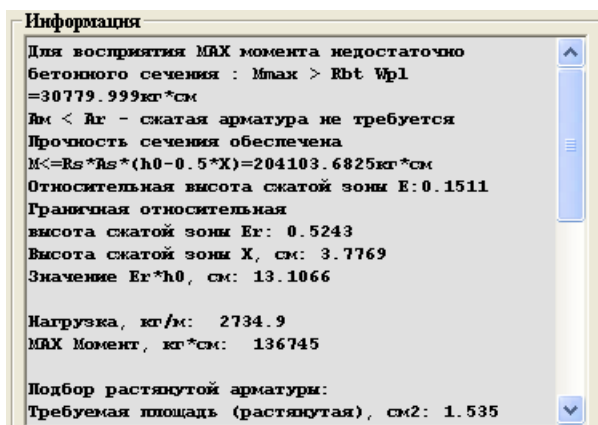 Информация
Для восприятия MAX момента недостаточно
бетонного сечения : Mmax > Rbt Wpl
=30779.999кг*см
Ам < Аr - сжатая арматура не требуется
Прочность сечения обеспечена
M<=Rs*As*(h0-0.5*X)=204103.6825кг*см
Относительная высота сжатой зоны E:0.1511
Граничная относительная
высота сжатой зоны Er: 0.5243
Высота сжатой зоны X, см: 3.7769
Значение Er*h0, см: 13.1066
Нагрузка, кг/м: 2734.9
MAX Момент, кг*см: 136745
Подбор растянутой арматуры:
Требуемая площадь (растянутая), см2: 1.535